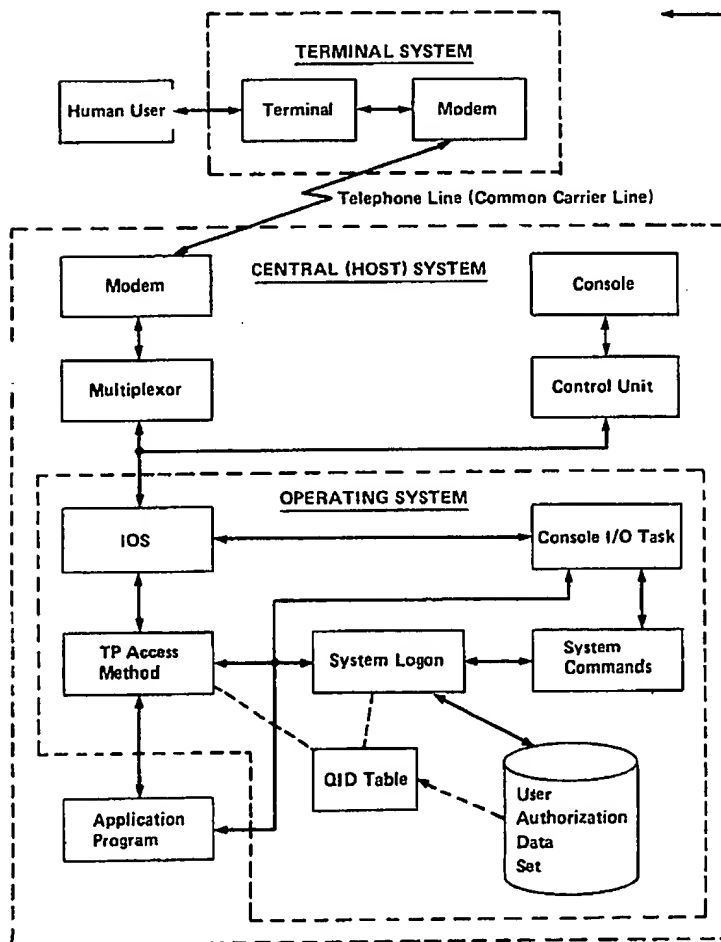 TERMINAL SYSTEM
Human User
Terminal
Modem
Telephone Line (Common Carrier Line)
CENTRAL (HOST) SYSTEM
Modem
Console
Multiplexor
Control Unit
OPERATING SYSTEM
IOS
Console I/O Task
TP Access
Method
System Logon
System
Commands
QID Table
User
Authorization
Data
Set
Application
Program